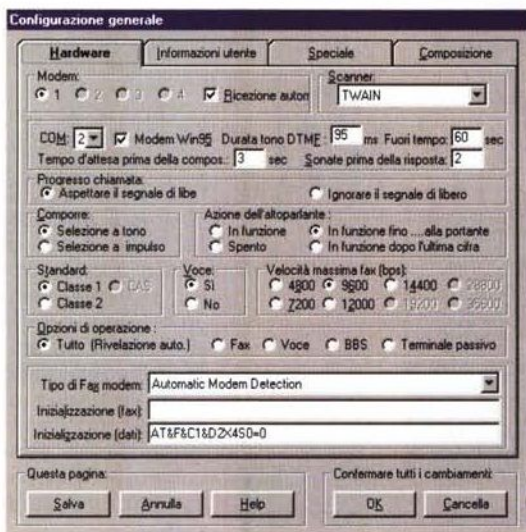 Configurazione generale
Hardware Informazioni utente Speciale Composizione
Modem: Scanner:
1 2 3 4 Ricezione autom TWAIN
COM: 2 Modem Win95 Durata tono DTMF: 95 ms Fuori tempo: 60 sec
Tempo d'attesa prima della compos.: 3 sec Sonate prima della risposta: 2
Progresso chiamata:
Aspettare il segnale di libe Ignorare il segnale di libero
Comporre: Azione dell'altoparlante :
Selezione a tono In funzione In funzione fino ....alla portante
Selezione a impulso Spento In funzione dopo l'ultima cifra
Standard: Voce: Velocità massima fax (bps):
Classe 1 CAS Sì 4800 9600 14400 28800
Classe 2 No 7200 12000 19200 33600
Opzioni di operazione :
Tutto (Rivelazione auto.) Fax Voce BBS Terminale passivo
Tipo di Fax modem: Automatic Modem Detection
Inizializzazione (fax):
Inizializzazione (dati): AT&F&C1&D2X4S0=0
Questa pagina: Confermare tutti i cambiamenti:
Salva Annulla Help OK Cancella